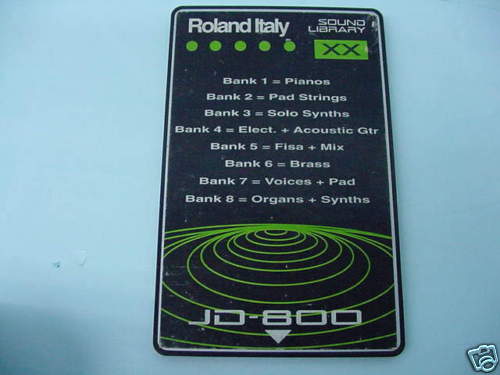 Roland Italy
SOUND
LIBRARY
XX
Bank 1 = Pianos
Bank 2 = Pad Strings
Bank 3 = Solo Synths
Bank 4 = Elect. + Acoustic Gtr
Bank 5 = Fisa + Mix
Bank 6 = Brass
Bank 7 = Voices + Pad
Bank 8 = Organs + Synths
JD-800